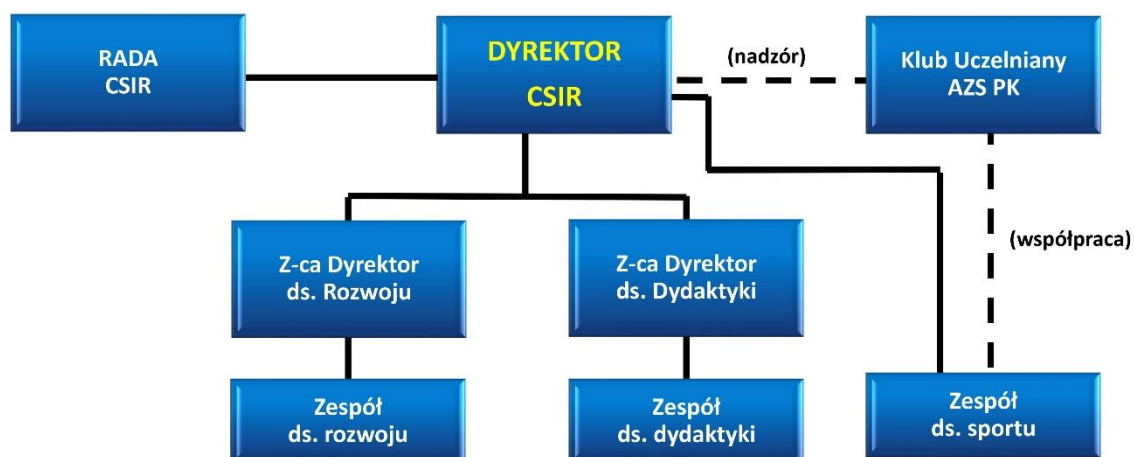 RADA
CSIR
DYREKTOR
CSIR
(nadzór)
Klub Uczelniany
AZS PK
(współpraca)
Z-ca Dyrektor
ds. Rozwoju
Z-ca Dyrektor
ds. Dydaktyki
Zespół
ds. rozwoju
Zespół
ds. dydaktyki
Zespół
ds. sportu